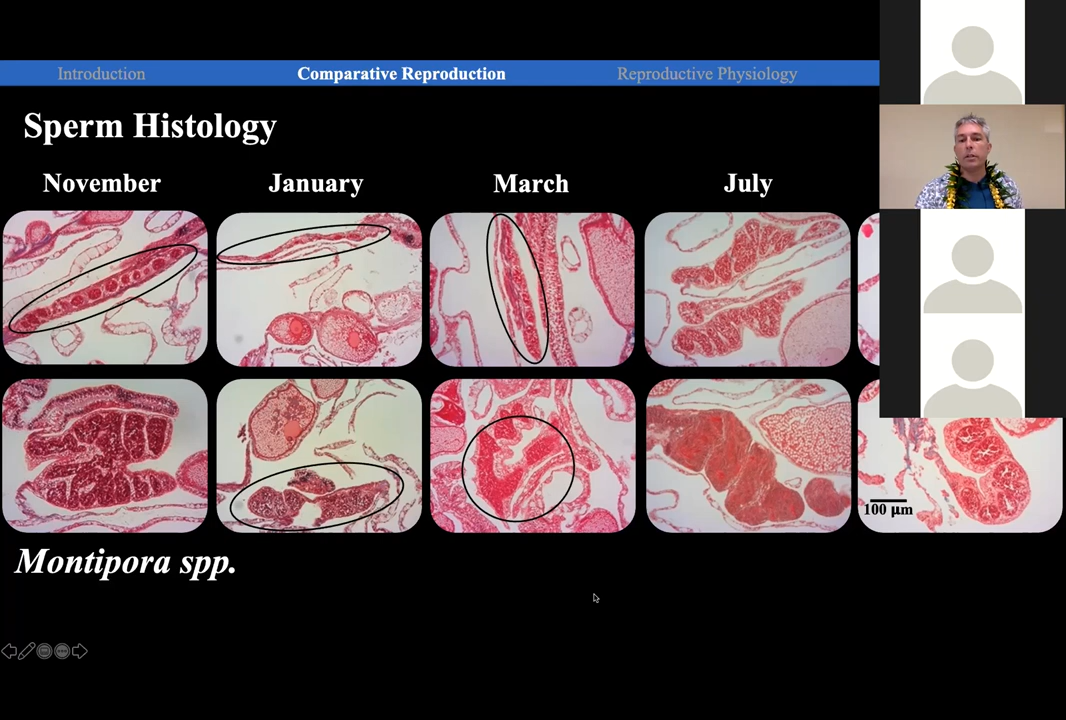 Introduction Comparative Reproduction Reproductive Physiology
Sperm Histology
November January March July
100 µm
Montipora spp.